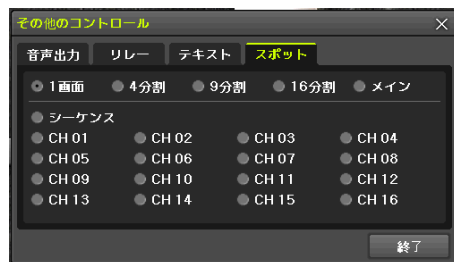 その他のコントロール
音声出力 リレー テキスト スポット
1画面 4分割 9分割 16分割 メイン
シーケンス
CH 01 CH 02 CH 03 CH 04
CH 05 CH 06 CH 07 CH 08
CH 09 CH 10 CH 11 CH 12
CH 13 CH 14 CH 15 CH 16
終了